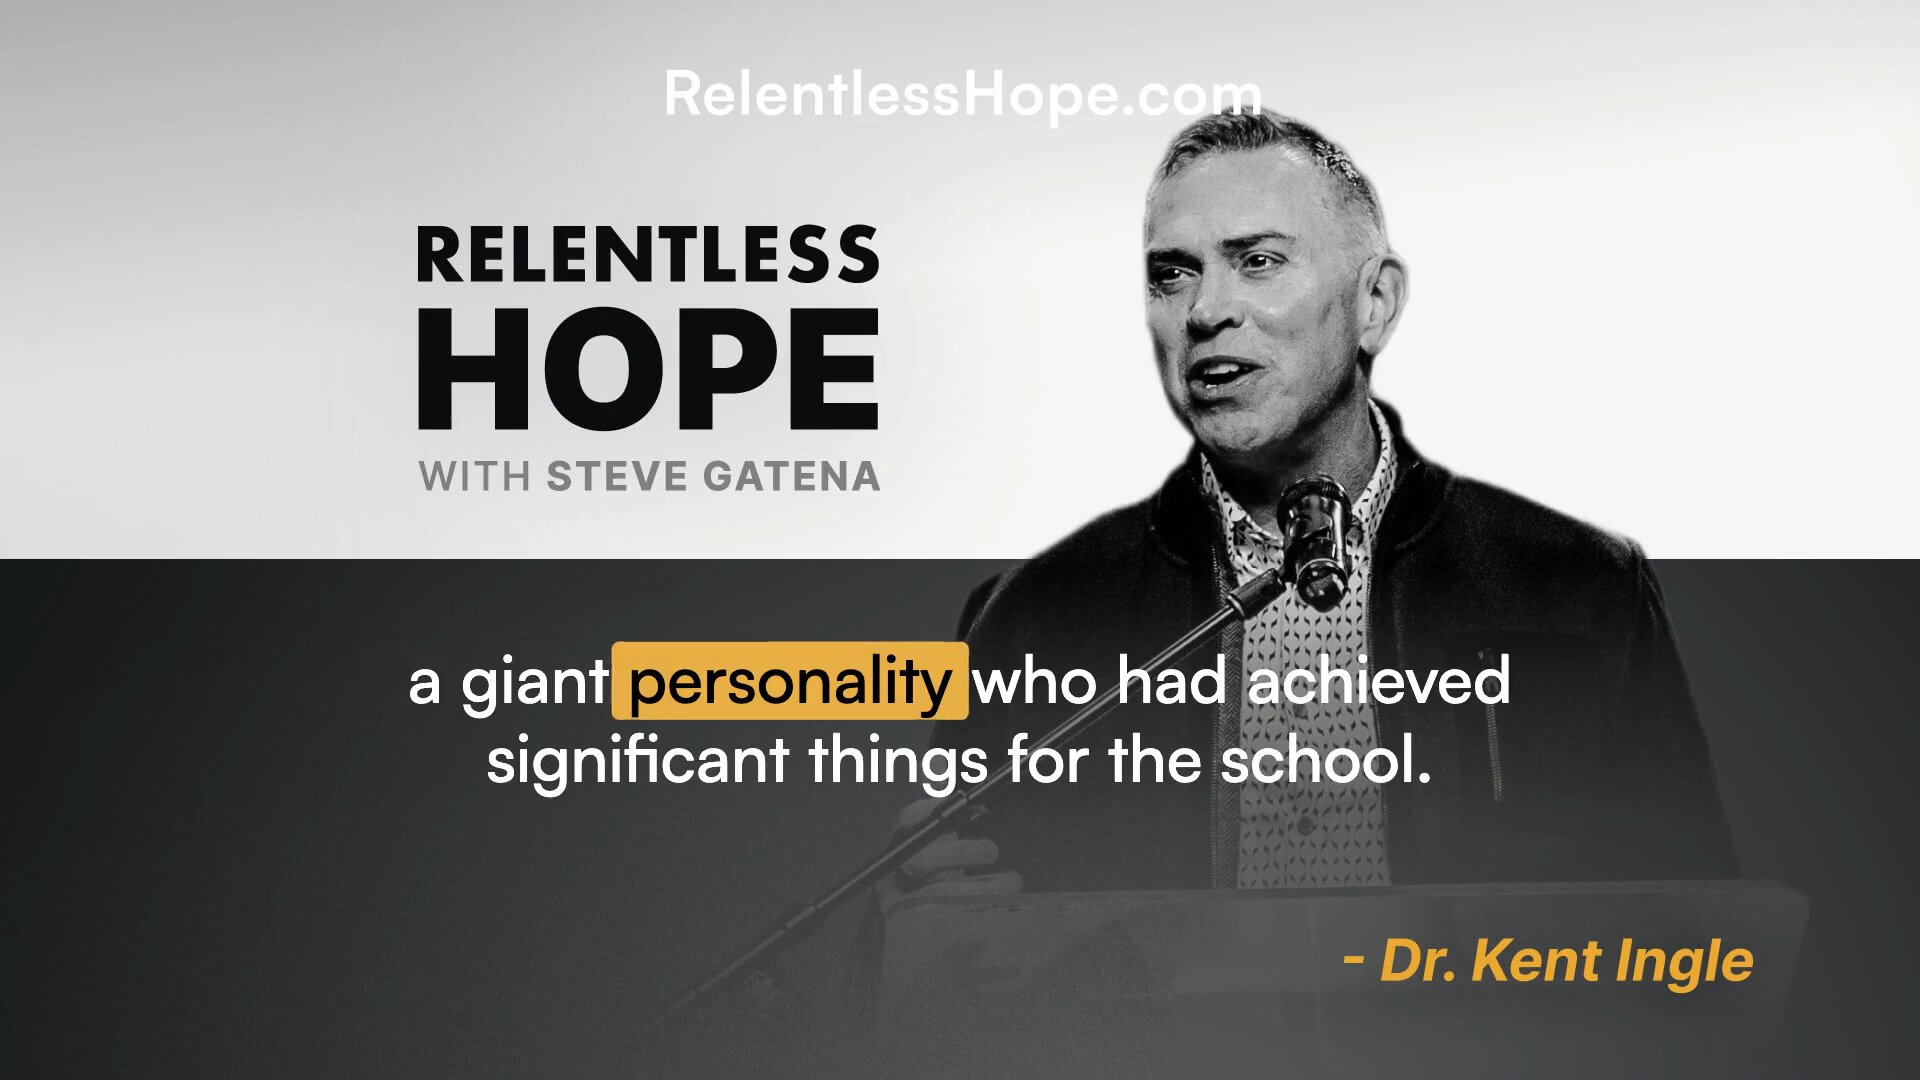 RelentlessHope.com
RELENTLESS
HOPE
WITH STEVE GATENA
a giant personality who had achieved
significant things for the school.
- Dr. Kent Ingle